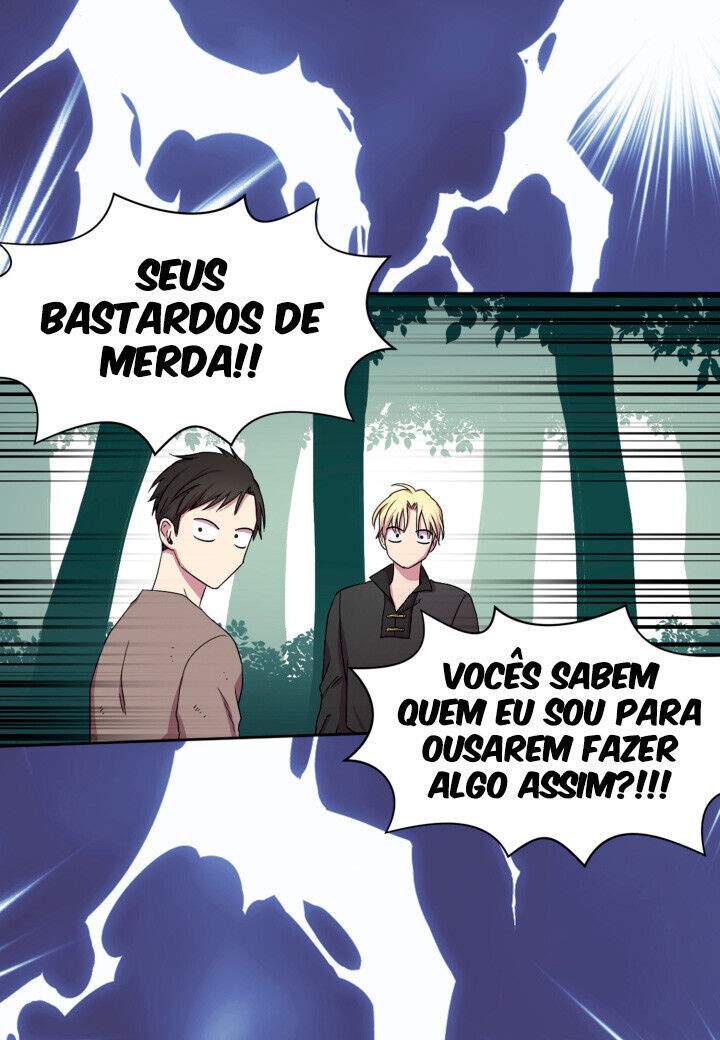 SEUS
BASTARDOS DE
MERDA!!
VOCÊS SABEM
QUEM EU SOU PARA
OUSAREM FAZER
ALGO ASSIM?!!!